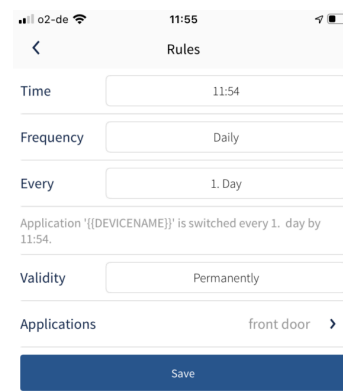 o2-de 11:55
Rules
Time 11:54
Frequency Daily
Every 1. Day
Application '{{DEVICENAME}}' is switched every 1. day by
11:54.
Validity Permanently
Applications front door
Save